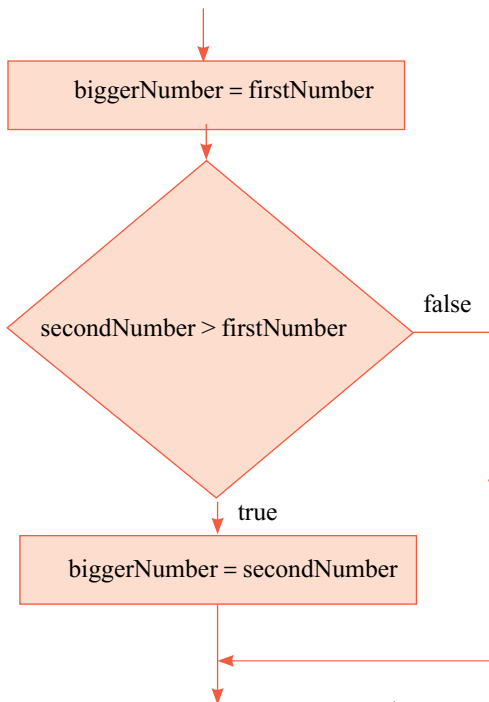 biggerNumber = firstNumber
secondNumber > firstNumber
false
true
biggerNumber = secondNumber